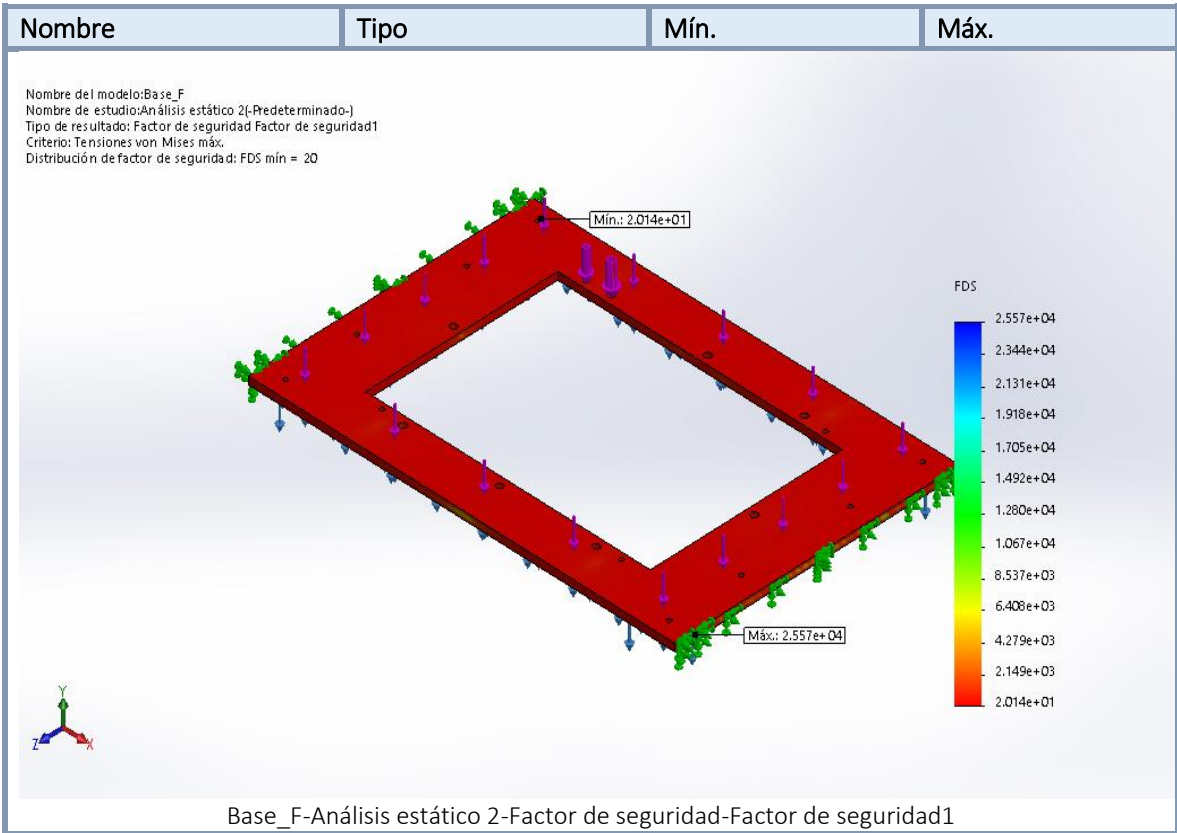 Nombre Tipo Mín. Máx.
Nombre del modelo:Base_F
Nombre de estudio:Análisis estático 2(-Predeterminado-)
Tipo de resultado: Factor de seguridad Factor de seguridad1
Criterio: Tensiones von Mises máx.
Distribución de factor de seguridad: FDS mín = 20
Mín.: 2.014e+01
FDS
2.557e+04
2.344e+04
2.131e+04
1.918e+04
1.705e+04
1.492e+04
1.280e+04
1.067e+04
8.537e+03
6.408e+03
4.279e+03
2.149e+03
2.014e+01
Máx.: 2.557e+04
Y
Z
X
Base_F-Análisis estático 2-Factor de seguridad-Factor de seguridad1